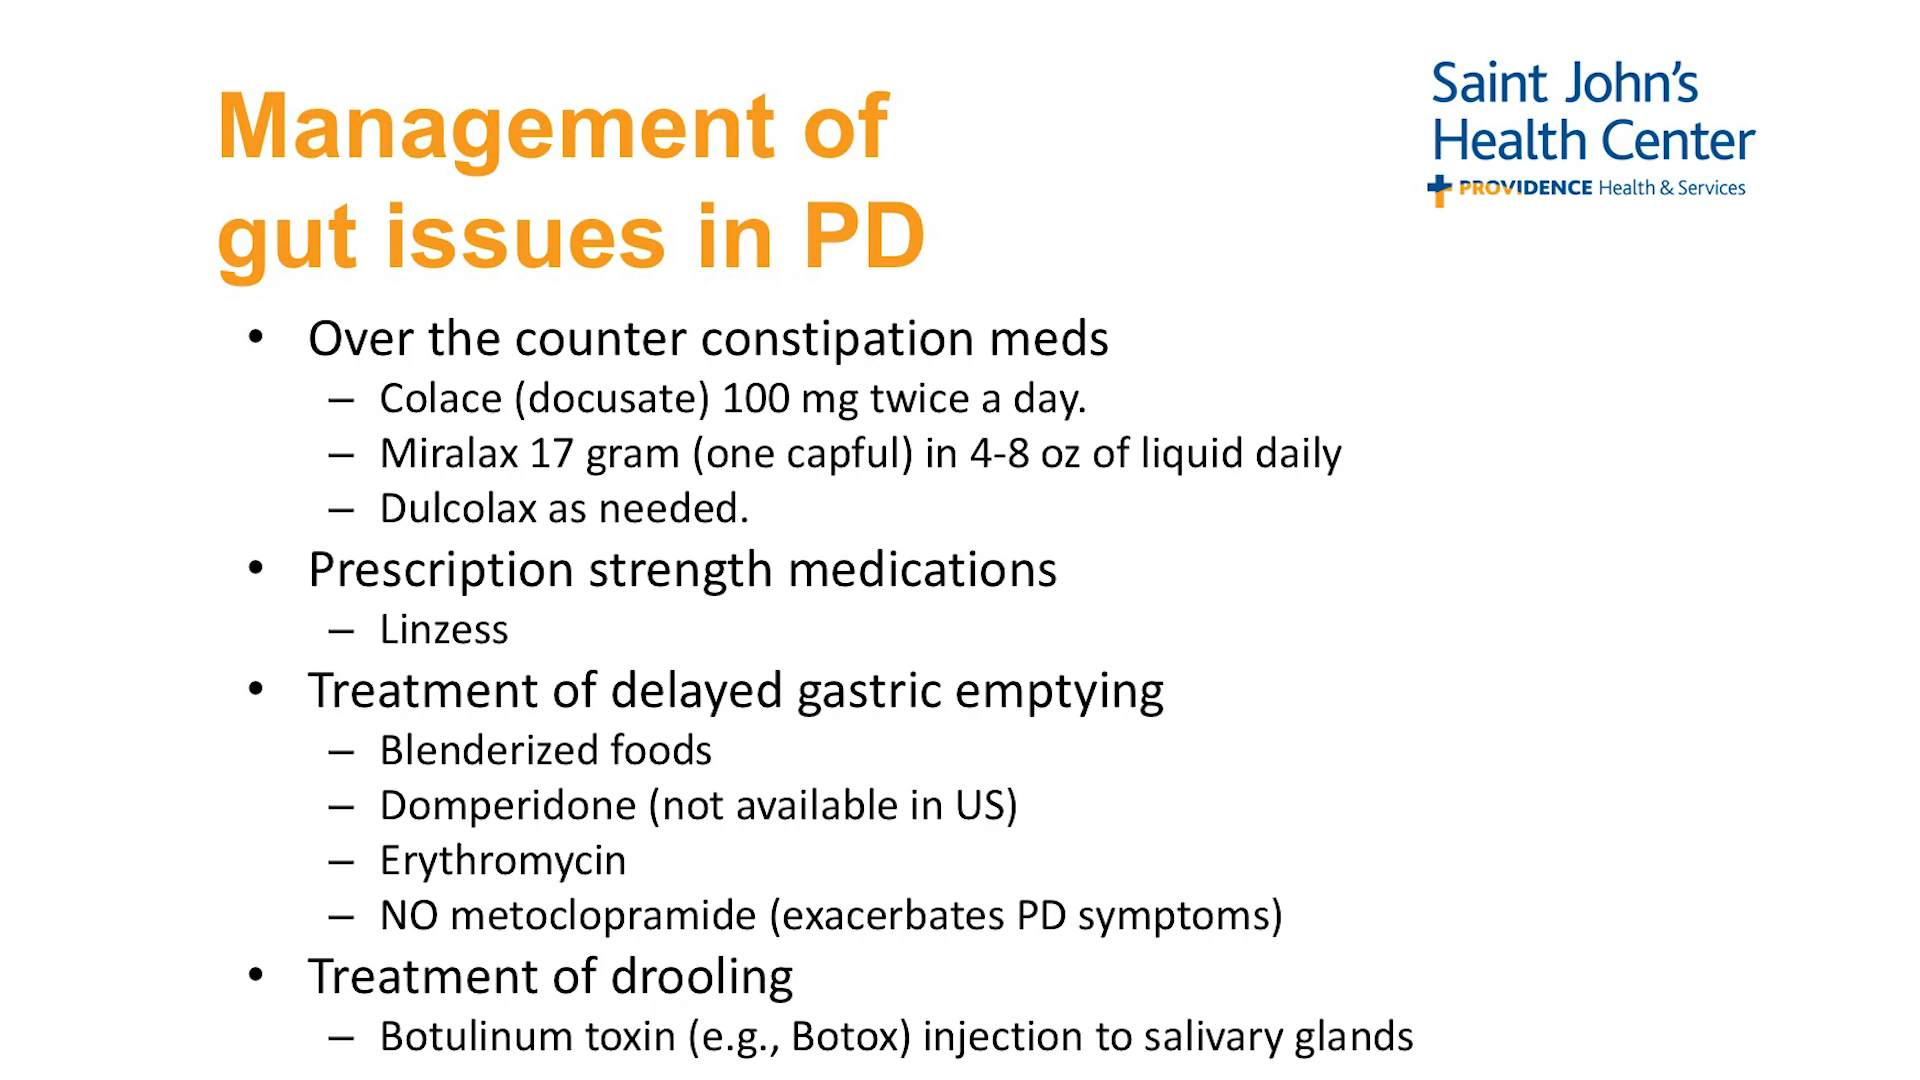 Management of
gut issues in PD
Saint John's
Health Center
PROVIDENCE Health & Services
• Over the counter constipation meds
– Colace (docusate) 100 mg twice a day.
– Miralax 17 gram (one capful) in 4-8 oz of liquid daily
– Dulcolax as needed.
• Prescription strength medications
– Linzess
• Treatment of delayed gastric emptying
– Blenderized foods
– Domperidone (not available in US)
– Erythromycin
– NO metoclopramide (exacerbates PD symptoms)
• Treatment of drooling
– Botulinum toxin (e.g., Botox) injection to salivary glands